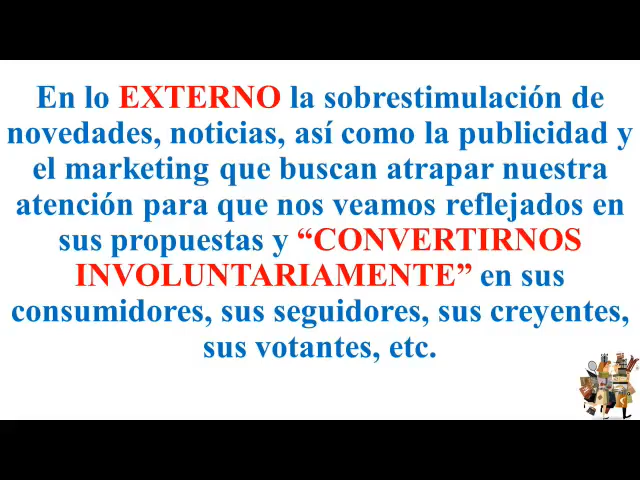 En lo EXTERNO la sobrestimulación de
novedades, noticias, así como la publicidad y
el marketing que buscan atrapar nuestra
atención para que nos veamos reflejados en
sus propuestas y “CONVERTIRNOS
INVOLUNTARIAMENTE” en sus
consumidores, sus seguidores, sus creyentes,
sus votantes, etc.